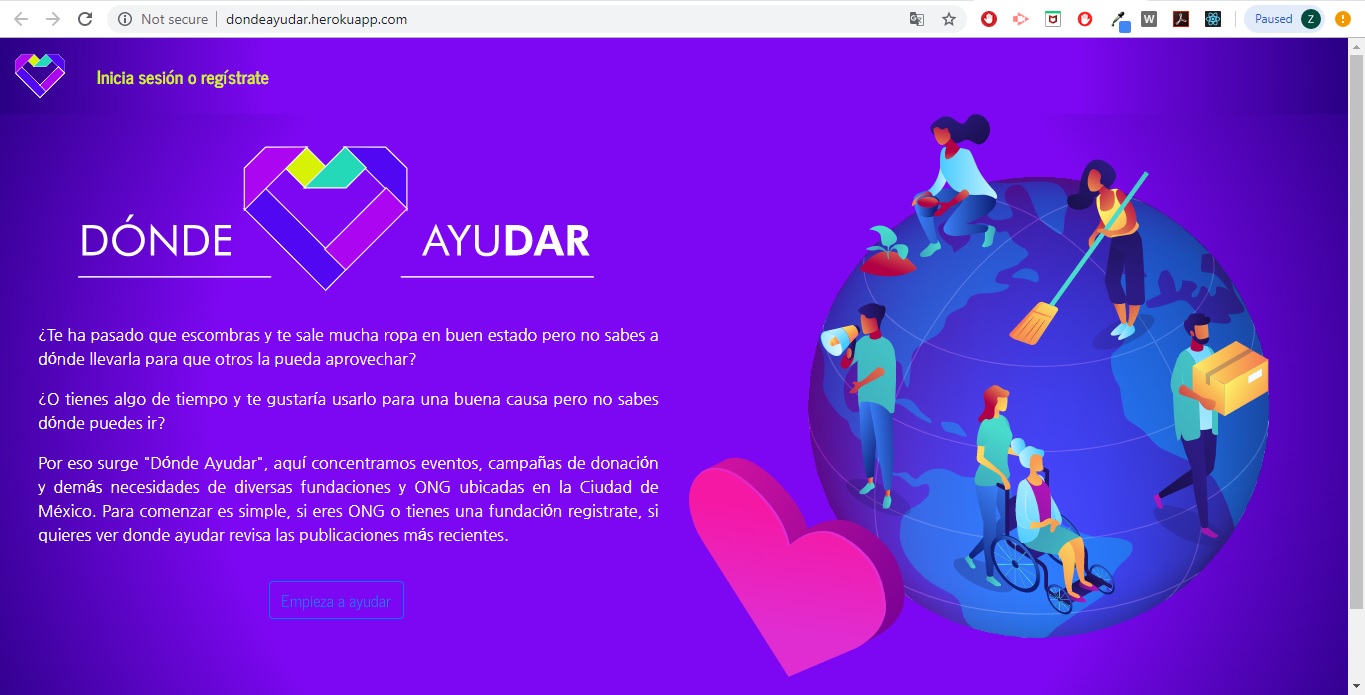 Not secure | dondeayudar.herokuapp.com
Paused Z
Inicia sesión o regístrate
DÓNDE AYUDAR
¿Te ha pasado que escombras y te sale mucha ropa en buen estado pero no sabes a
dónde llevarla para que otros la pueda aprovechar?
¿O tienes algo de tiempo y te gustaría usarlo para una buena causa pero no sabes
dónde puedes ir?
Por eso surge "Dónde Ayudar", aquí concentramos eventos, campañas de donación
y demás necesidades de diversas fundaciones y ONG ubicadas en la Ciudad de
México. Para comenzar es simple, si eres ONG o tienes una fundación registrate, si
quieres ver donde ayudar revisa las publicaciones más recientes.
Empieza a ayudar